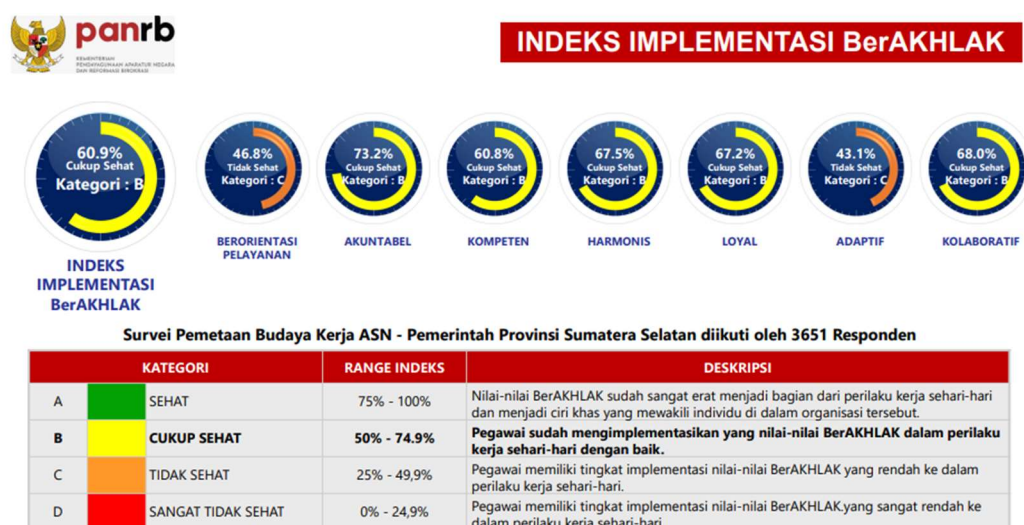 panrb
KEMENTERIAN
PENDAYAGUNAAN APARATUR NEGARA
DAN REFORMASI BIROKRASI
INDEKS IMPLEMENTASI BerAKHLAK
60.9%
Cukup Sehat
Kategori : B
INDEKS
IMPLEMENTASI
BerAKHLAK
46.8%
Tidak Sehat
Kategori : C
BERORIENTASI
PELAYANAN
73.2%
Cukup Sehat
Kategori : B
AKUNTABEL
60.8%
Cukup Sehat
Kategori : B
KOMPETEN
67.5%
Cukup Sehat
Kategori : B
HARMONIS
67.2%
Cukup Sehat
Kategori : B
LOYAL
43.1%
Tidak Sehat
Kategori : C
ADAPTIF
68.0%
Cukup Sehat
Kategori : B
KOLABORATIF
Survei Pemetaan Budaya Kerja ASN - Pemerintah Provinsi Sumatera Selatan diikuti oleh 3651 Responden
KATEGORI RANGE INDEKS DESKRIPSI
A SEHAT 75% - 100% Nilai-nilai BerAKHLAK sudah sangat erat menjadi bagian dari perilaku kerja sehari-hari
dan menjadi ciri khas yang mewakili individu di dalam organisasi tersebut.
B CUKUP SEHAT 50% - 74.9% Pegawai sudah mengimplementasikan yang nilai-nilai BerAKHLAK dalam perilaku
kerja sehari-hari dengan baik.
C TIDAK SEHAT 25% - 49,9% Pegawai memiliki tingkat implementasi nilai-nilai BerAKHLAK yang rendah ke dalam
perilaku kerja sehari-hari.
D SANGAT TIDAK SEHAT 0% - 24,9% Pegawai memiliki tingkat implementasi nilai-nilai BerAKHLAK.yang sangat rendah ke
dalam perilaku kerja sehari-hari